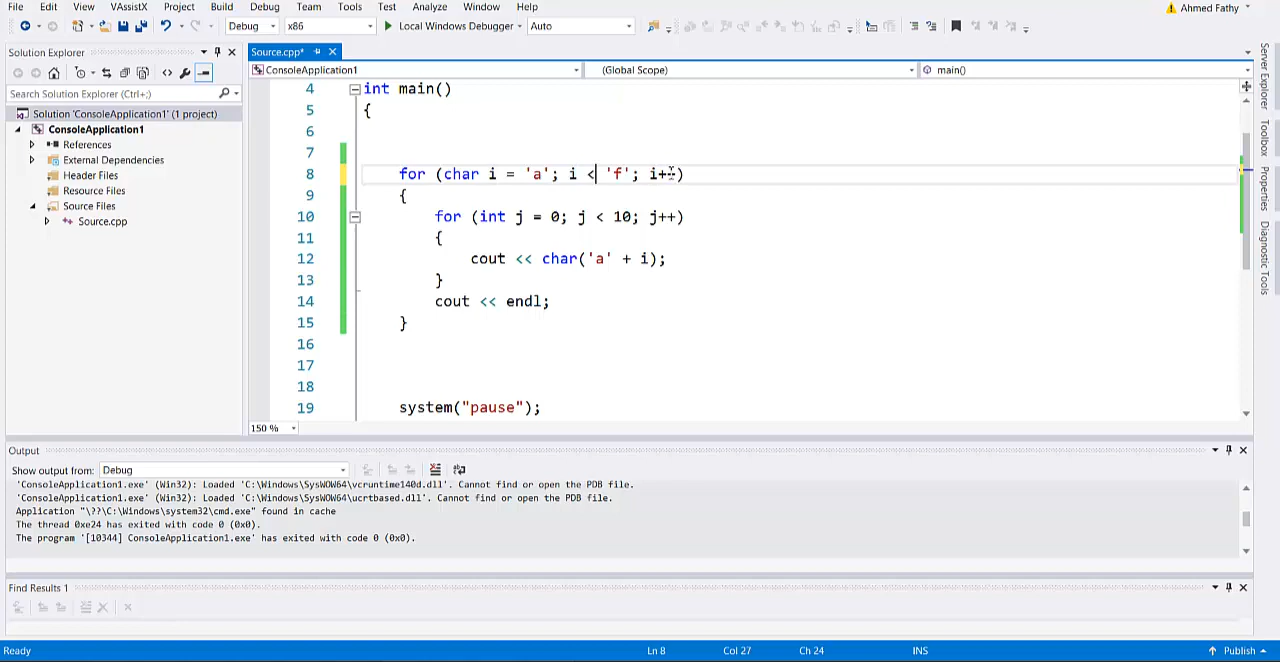 File Edit View VAssistX Project Build Debug Team Tools Test Analyze Window Help Ahmed Fathy
Debug x86 Local Windows Debugger Auto
Solution Explorer
Search Solution Explorer (Ctrl+;)
Solution 'ConsoleApplication1' (1 project)
ConsoleApplication1
References
External Dependencies
Header Files
Resource Files
Source Files
Source.cpp
Source.cpp*
ConsoleApplication1 (Global Scope) main()
4 int main()
5 {
6
7
8 for (char i = 'a'; i < 'f'; i++)
9 {
10 for (int j = 0; j < 10; j++)
11 {
12 cout << char('a' + i);
13 }
14 cout << endl;
15 }
16
17
18
19 system("pause");
150 %
Server Explorer
Toolbox
Properties
Diagnostic Tools
Output
Show output from: Debug
'ConsoleApplication1.exe' (Win32): Loaded 'C:\Windows\SysWOW64\vcruntime140d.dll'. Cannot find or open the PDB file.
'ConsoleApplication1.exe' (Win32): Loaded 'C:\Windows\SysWOW64\ucrtbased.dll'. Cannot find or open the PDB file.
Application "\??\C:\Windows\system32\cmd.exe" found in cache
The thread 0xe24 has exited with code 0 (0x0).
The program '[10344] ConsoleApplication1.exe' has exited with code 0 (0x0).
Find Results 1
Ready Ln 8 Col 27 Ch 24 INS Publish